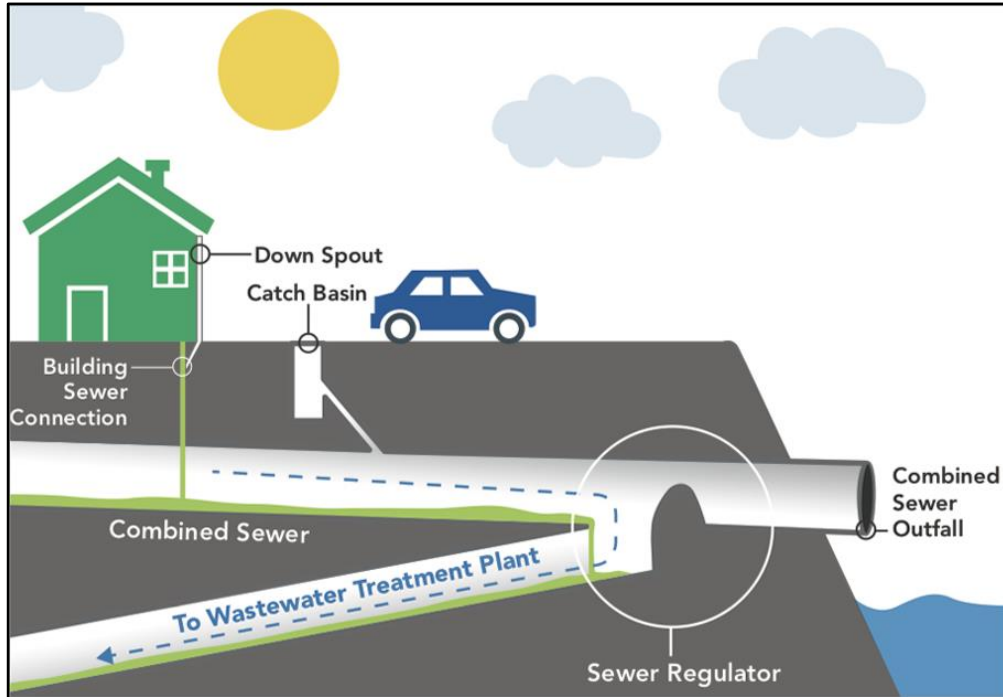 Down Spout
Catch Basin
Building
Sewer
Connection
Combined
Sewer
Outfall
Combined Sewer
To Wastewater Treatment Plant
Sewer Regulator